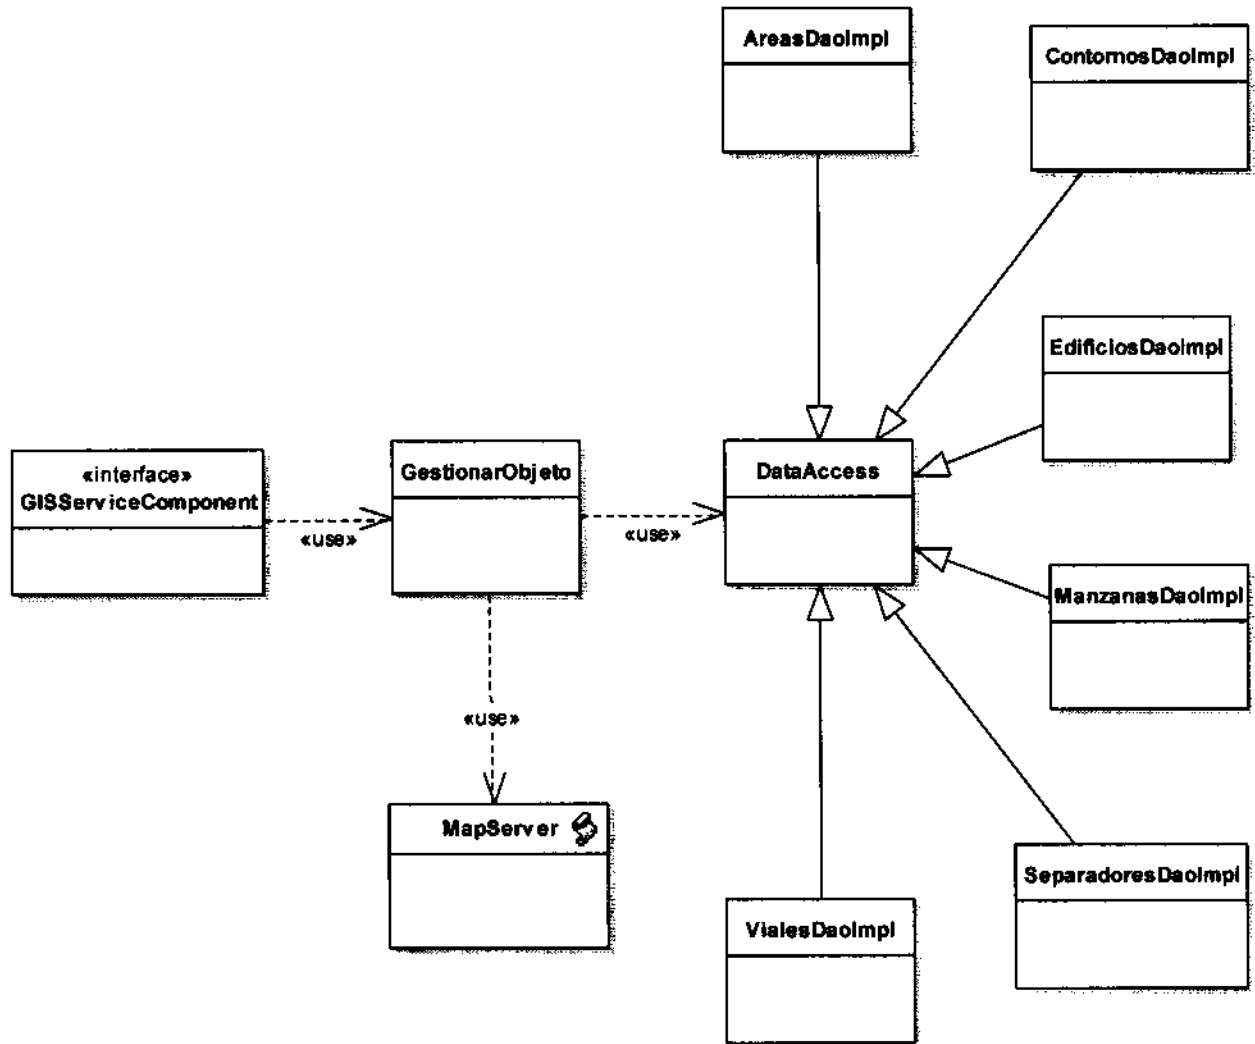 AreasDaoImpl
ContornosDaoImpl
EdificiosDaoImpl
«interface»
GISServiceComponent
GestionarObjeto
DataAccess
«use»
«use»
ManzanasDaoImpl
«use»
MapServer
SeparadoresDaoImpl
VialesDaoImpl